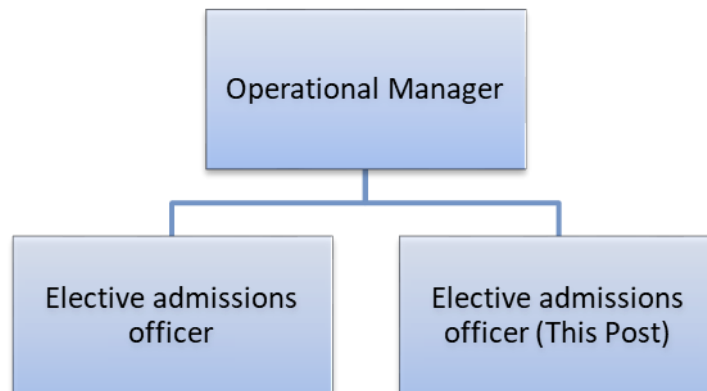 Operational Manager
Elective admissions
officer
Elective admissions
officer (This Post)